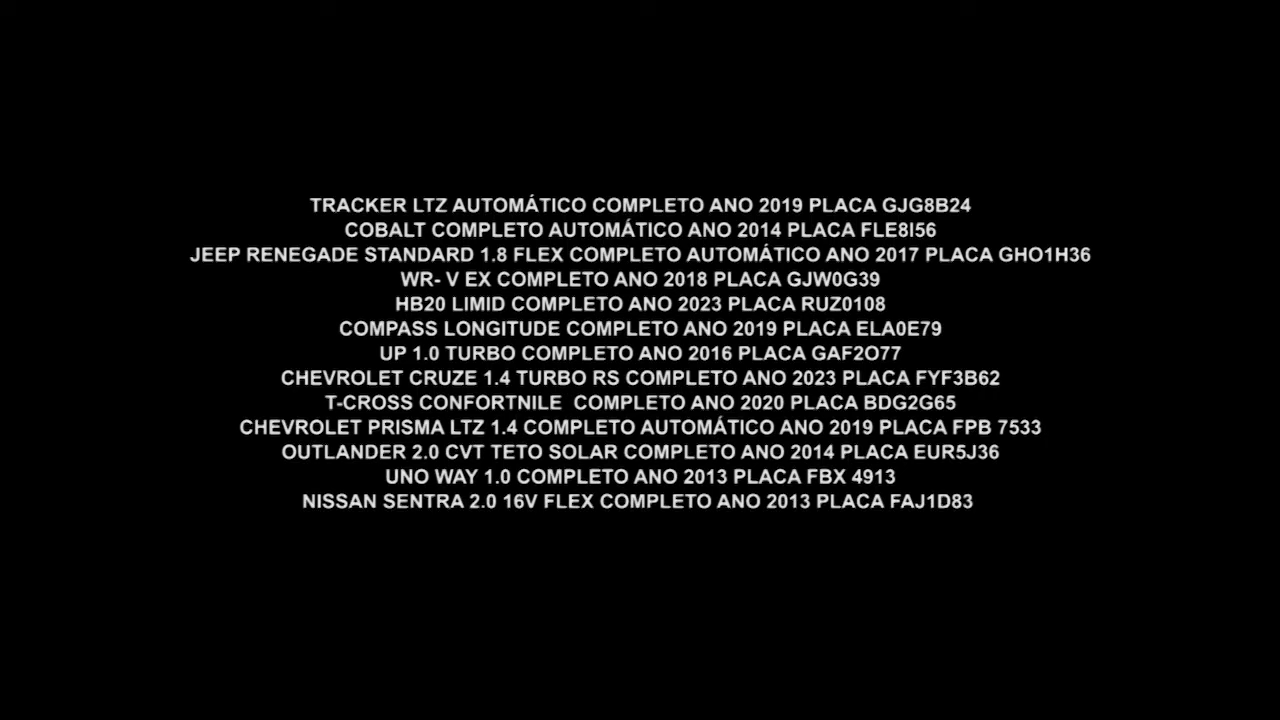 TRACKER LTZ AUTOMÁTICO COMPLETO ANO 2019 PLACA GJG8B24
COBALT COMPLETO AUTOMÁTICO ANO 2014 PLACA FLE8I56
JEEP RENEGADE STANDARD 1.8 FLEX COMPLETO AUTOMÁTICO ANO 2017 PLACA GHO1H36
WR- V EX COMPLETO ANO 2018 PLACA GJW0G39
HB20 LIMID COMPLETO ANO 2023 PLACA RUZ0108
COMPASS LONGITUDE COMPLETO ANO 2019 PLACA ELA0E79
UP 1.0 TURBO COMPLETO ANO 2016 PLACA GAF2O77
CHEVROLET CRUZE 1.4 TURBO RS COMPLETO ANO 2023 PLACA FYF3B62
T-CROSS CONFORTNILE  COMPLETO ANO 2020 PLACA BDG2G65
CHEVROLET PRISMA LTZ 1.4 COMPLETO AUTOMÁTICO ANO 2019 PLACA FPB 7533
OUTLANDER 2.0 CVT TETO SOLAR COMPLETO ANO 2014 PLACA EUR5J36
UNO WAY 1.0 COMPLETO ANO 2013 PLACA FBX 4913
NISSAN SENTRA 2.0 16V FLEX COMPLETO ANO 2013 PLACA FAJ1D83